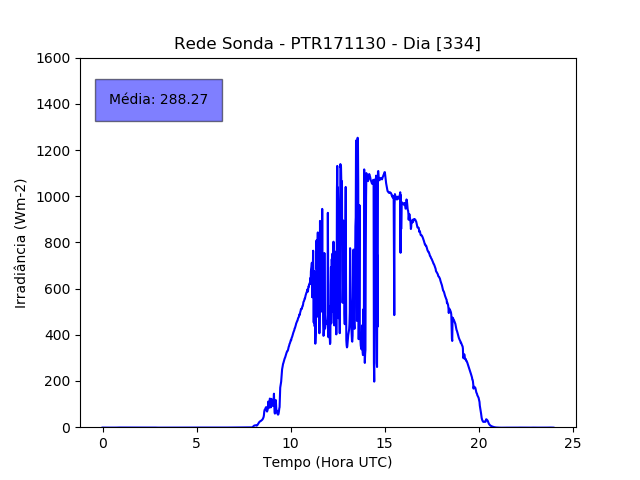 Rede Sonda - PTR171130 - Dia [334]
1600
1400
1200
1000
800
600
400
200
0
Irradiância (Wm-2)
Média: 288.27
0 5 10 15 20 25
Tempo (Hora UTC)